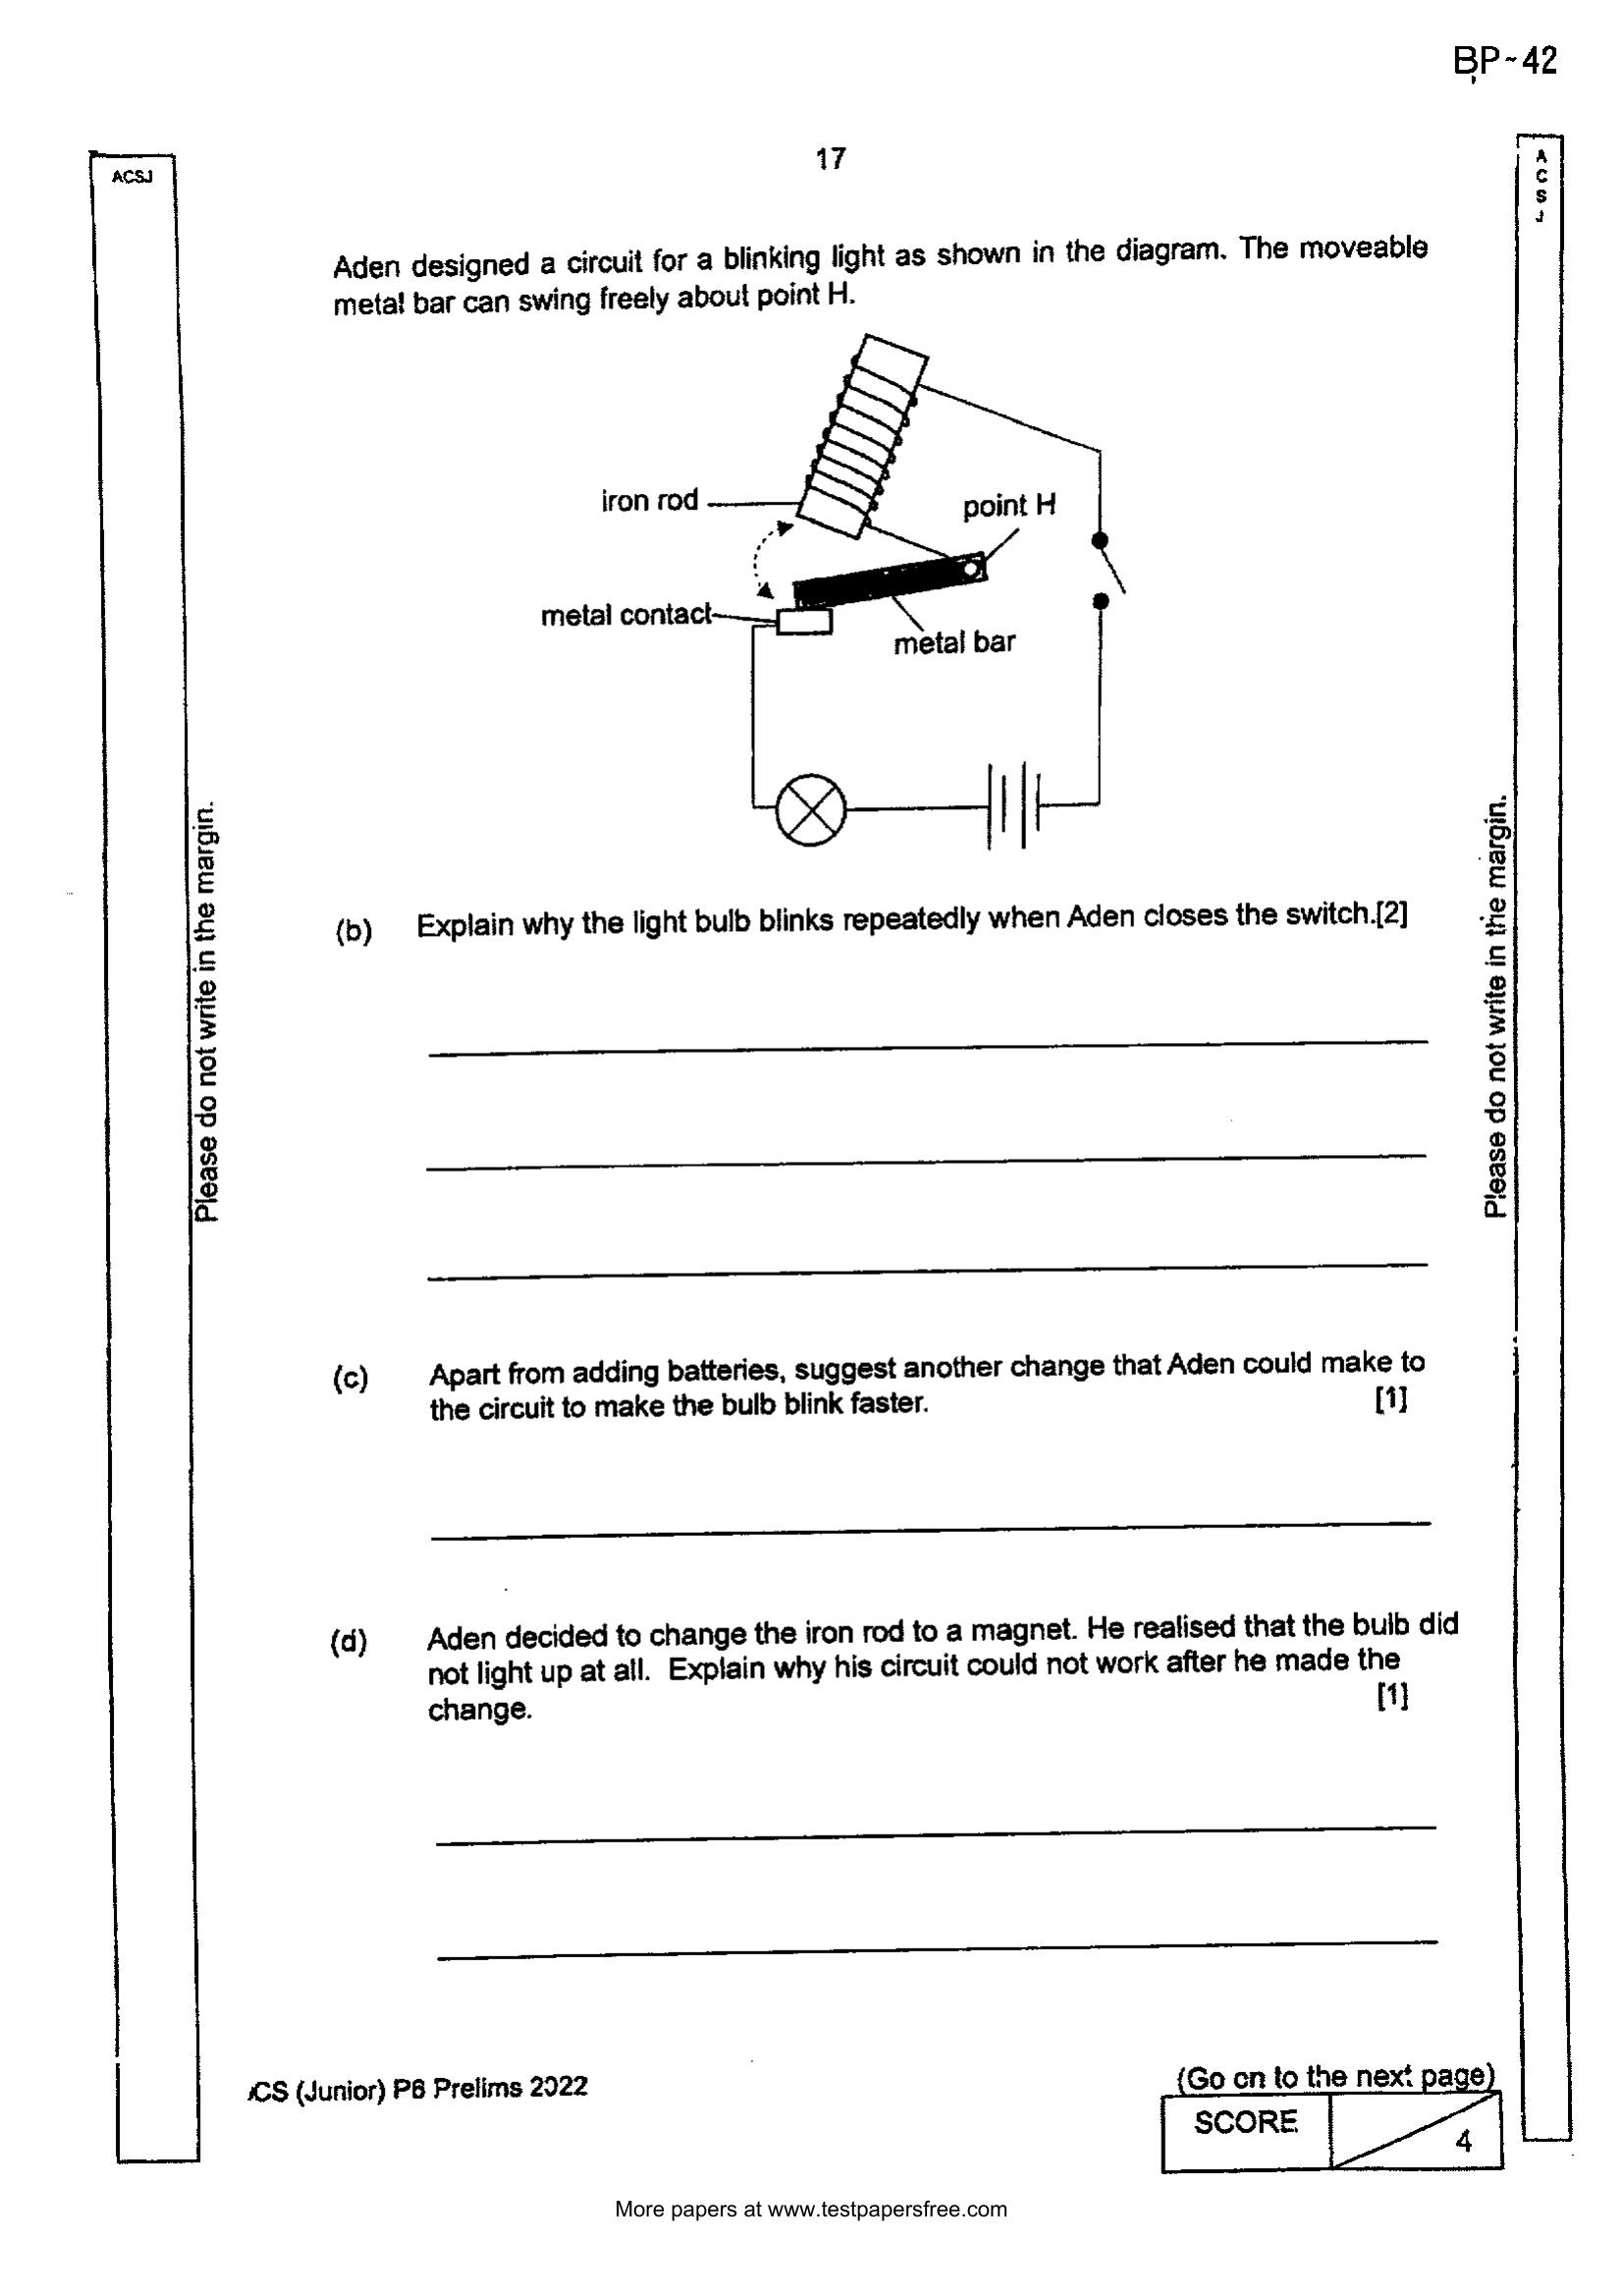 BP-42
17
ACSJ
A
C
S
J
Aden designed a circuit for a blinking light as shown in the diagram. The moveable
metal bar can swing freely about point H.
iron rod
point H
metal contact
metal bar
(b) Explain why the light bulb blinks repeatedly when Aden closes the switch.[2]
(c) Apart from adding batteries, suggest another change that Aden could make to
the circuit to make the bulb blink faster. [1]
(d) Aden decided to change the iron rod to a magnet. He realised that the bulb did
not light up at all. Explain why his circuit could not work after he made the
change. [1]
Please do not write in the margin.
Please do not write in the margin.
CS (Junior) P6 Prelims 2022
(Go on to the next page)
SCORE
4
More papers at www.testpapersfree.com